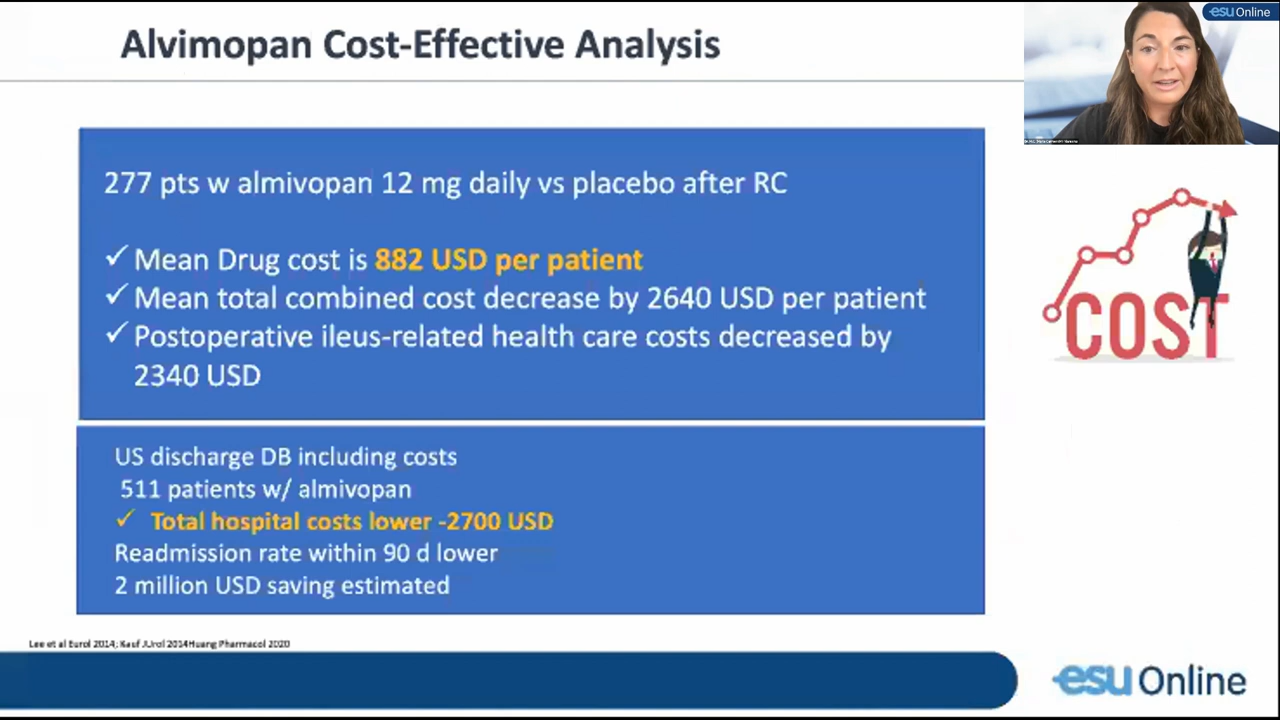 Alvimopan Cost-Effective Analysis
esu Online
277 pts w almivopan 12 mg daily vs placebo after RC
✓ Mean Drug cost is 882 USD per patient
✓ Mean total combined cost decrease by 2640 USD per patient
✓ Postoperative ileus-related health care costs decreased by
2340 USD
COST
US discharge DB including costs
511 patients w/ almivopan
✓ Total hospital costs lower -2700 USD
Readmission rate within 90 d lower
2 million USD saving estimated
Lee et al Eurol 2014; Kauf JUrol 2014Huang Pharmacol 2020
esu Online